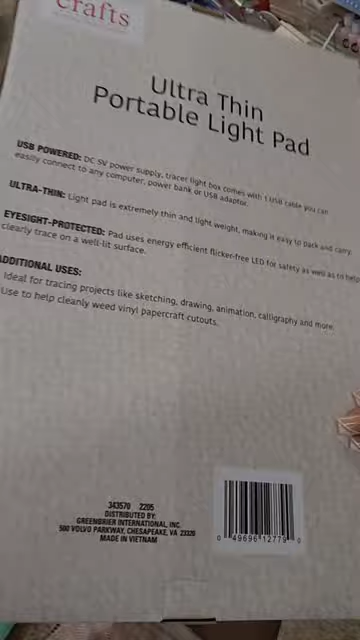 crafts
Ultra Thin
Portable Light Pad
USB POWERED: DC 5V power supply, tracer light box comes with 1 USB cable you can
easily connect to any computer, power bank or USB adaptor.
ULTRA-THIN: Light pad is extremely thin and light weight, making it easy to pack and carry.
EYESIGHT-PROTECTED: Pad uses energy efficient flicker-free LED for safety as well as to help
clearly trace on a well-lit surface.
ADDITIONAL USES:
Ideal for tracing projects like sketching, drawing, animation, calligraphy and more.
Use to help cleanly weed vinyl papercraft cutouts.
343570 2205
DISTRIBUTED BY:
GREENBRIER INTERNATIONAL, INC.
500 VOLVO PARKWAY, CHESAPEAKE, VA 23320
MADE IN VIETNAM
0 49696 12779 0